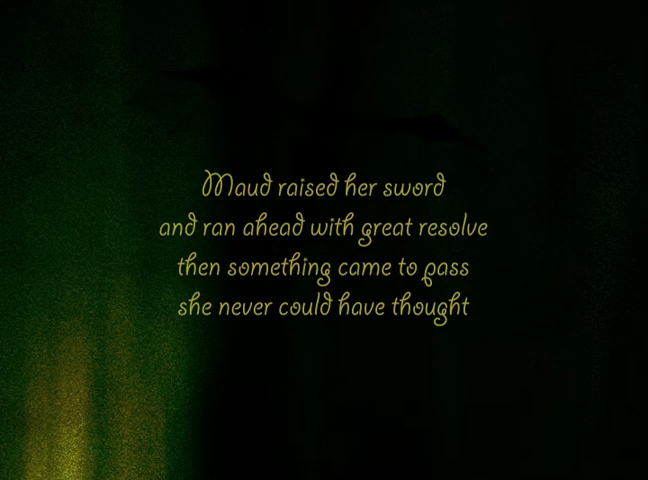 Maud raised her sword
and ran ahead with great resolve
then something came to pass
she never could have thought